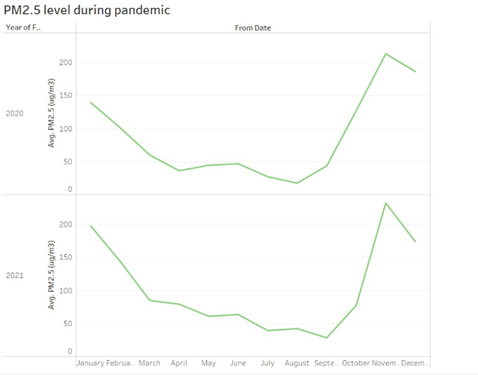 PM2.5 level during pandemic
Year of F..
From Date
2020
Avg. PM2.5 (ug/m3)
200
150
100
50
0
2021
Avg. PM2.5 (ug/m3)
200
150
100
50
0
January Februa.. March April May June July August Septe.. October Novem.. Decem..